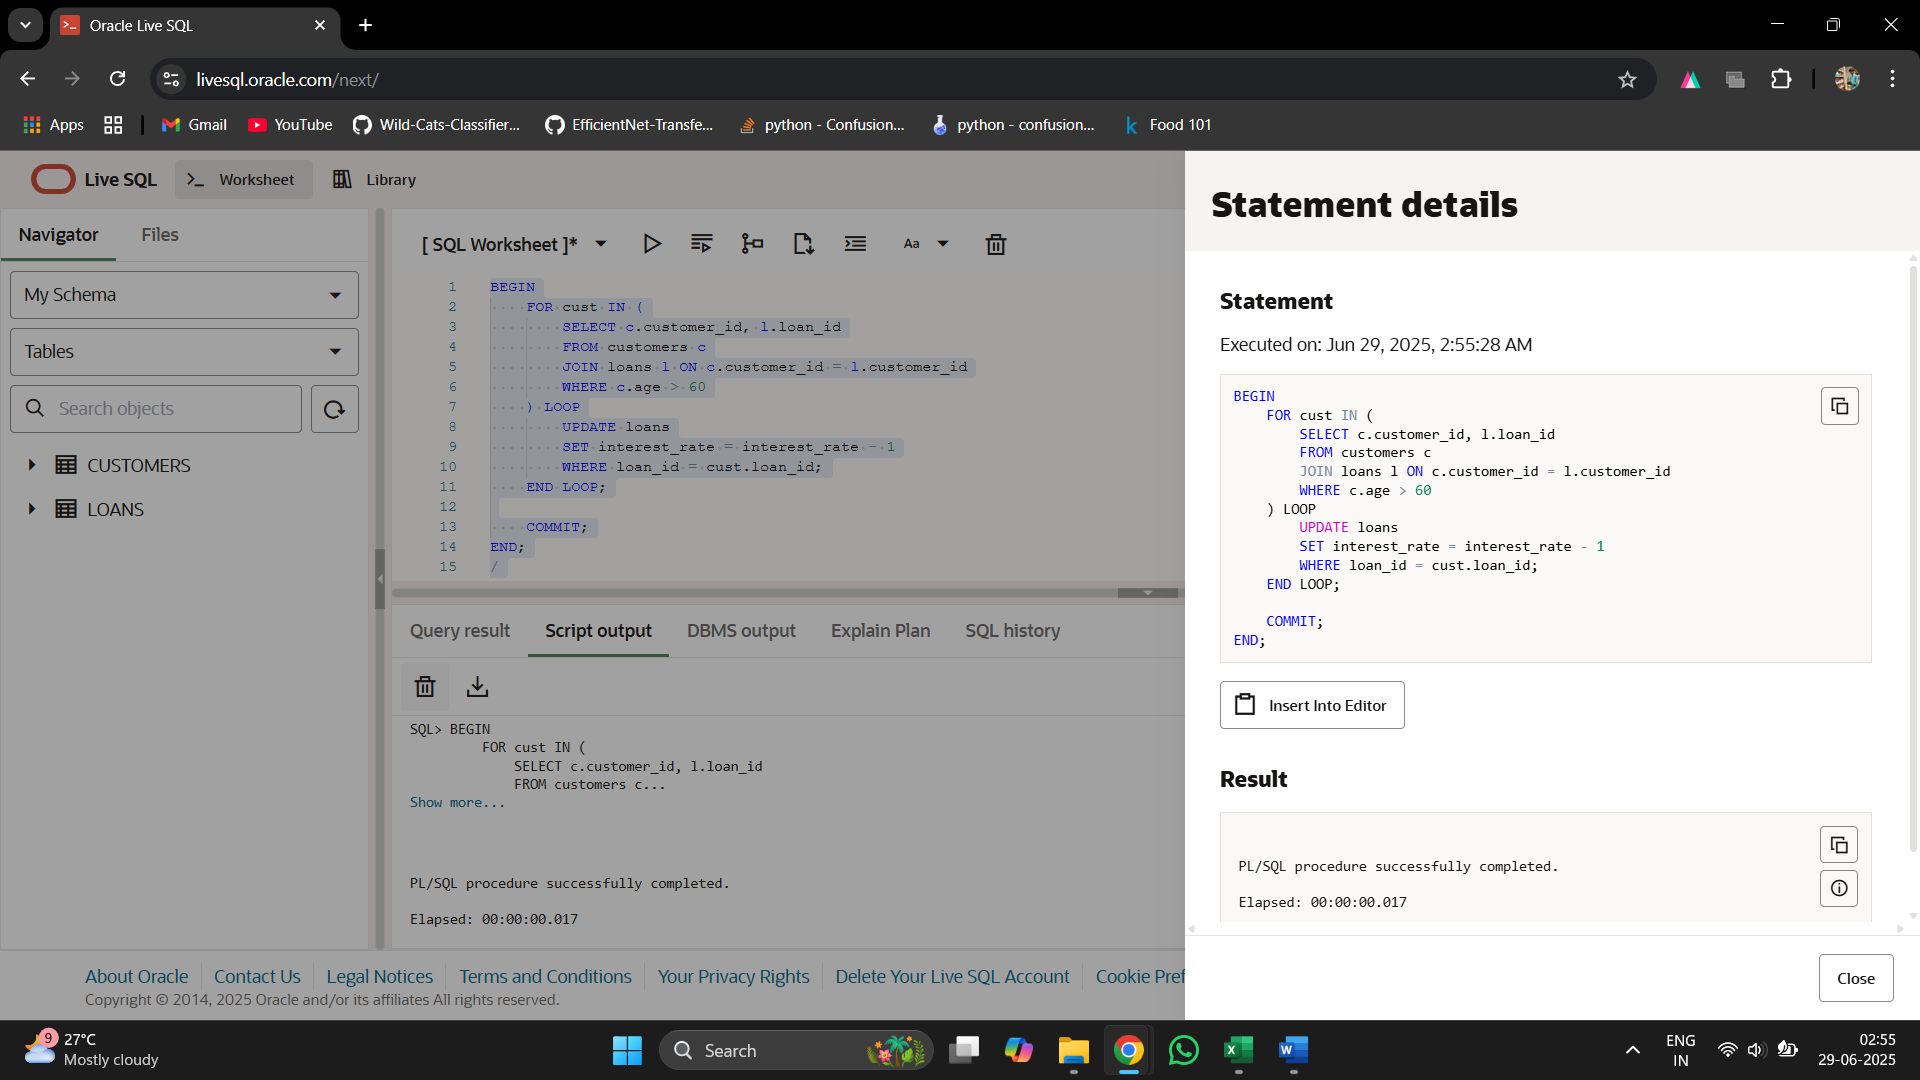 Oracle Live SQL
livesql.oracle.com/next/
Apps
Gmail
YouTube
Wild-Cats-Classifier...
EfficientNet-Transfe...
python - Confusion...
python - confusion...
k Food 101
Live SQL
Worksheet
Library
Navigator
Files
My Schema
Tables
Search objects
CUSTOMERS
LOANS
[ SQL Worksheet ]*
Aa
1 BEGIN
2 FOR cust IN (
3 SELECT c.customer_id, l.loan_id
4 FROM customers c
5 JOIN loans l ON c.customer_id = l.customer_id
6 WHERE c.age > 60
7 ) LOOP
8 UPDATE loans
9 SET interest_rate = interest_rate - 1
10 WHERE loan_id = cust.loan_id;
11 END LOOP;
12
13 COMMIT;
14 END;
15 /
Query result
Script output
DBMS output
Explain Plan
SQL history
SQL> BEGIN
FOR cust IN (
SELECT c.customer_id, l.loan_id
FROM customers c...
Show more...
PL/SQL procedure successfully completed.
Elapsed: 00:00:00.017
Statement details
Statement
Executed on: Jun 29, 2025, 2:55:28 AM
BEGIN
FOR cust IN (
SELECT c.customer_id, l.loan_id
FROM customers c
JOIN loans l ON c.customer_id = l.customer_id
WHERE c.age > 60
) LOOP
UPDATE loans
SET interest_rate = interest_rate - 1
WHERE loan_id = cust.loan_id;
END LOOP;
COMMIT;
END;
Insert Into Editor
Result
PL/SQL procedure successfully completed.
Elapsed: 00:00:00.017
Close
About Oracle
Contact Us
Legal Notices
Terms and Conditions
Your Privacy Rights
Delete Your Live SQL Account
Cookie Pref
Copyright © 2014, 2025 Oracle and/or its affiliates All rights reserved.
9
27°C
Mostly cloudy
Search
ENG
IN
02:55
29-06-2025